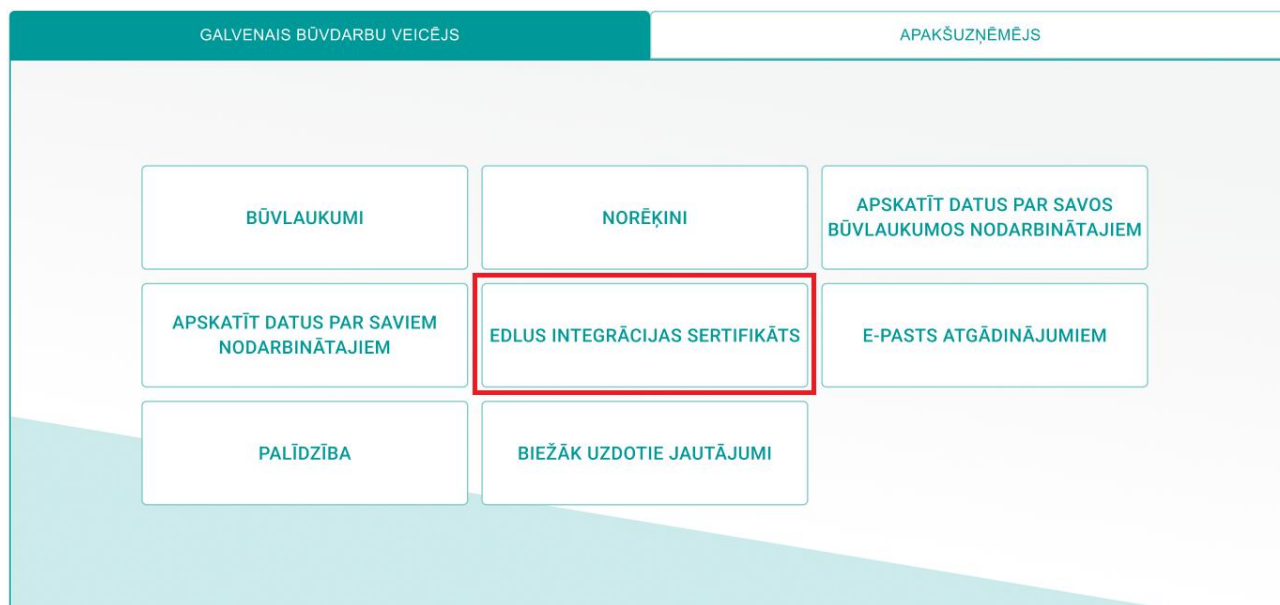 GALVENAIS BŪVDARBU VEICĒJS
APAKŠUZŅĒMĒJS
BŪVLAUKUMI
NORĒĶINI
APSKATĪT DATUS PAR SAVOS
BŪVLAUKUMOS NODARBINĀTAJIEM
APSKATĪT DATUS PAR SAVIEM
NODARBINĀTAJIEM
EDLUS INTEGRĀCIJAS SERTIFIKĀTS
E-PASTS ATGĀDINĀJUMIEM
PALĪDZĪBA
BIEŽĀK UZDOTIE JAUTĀJUMI